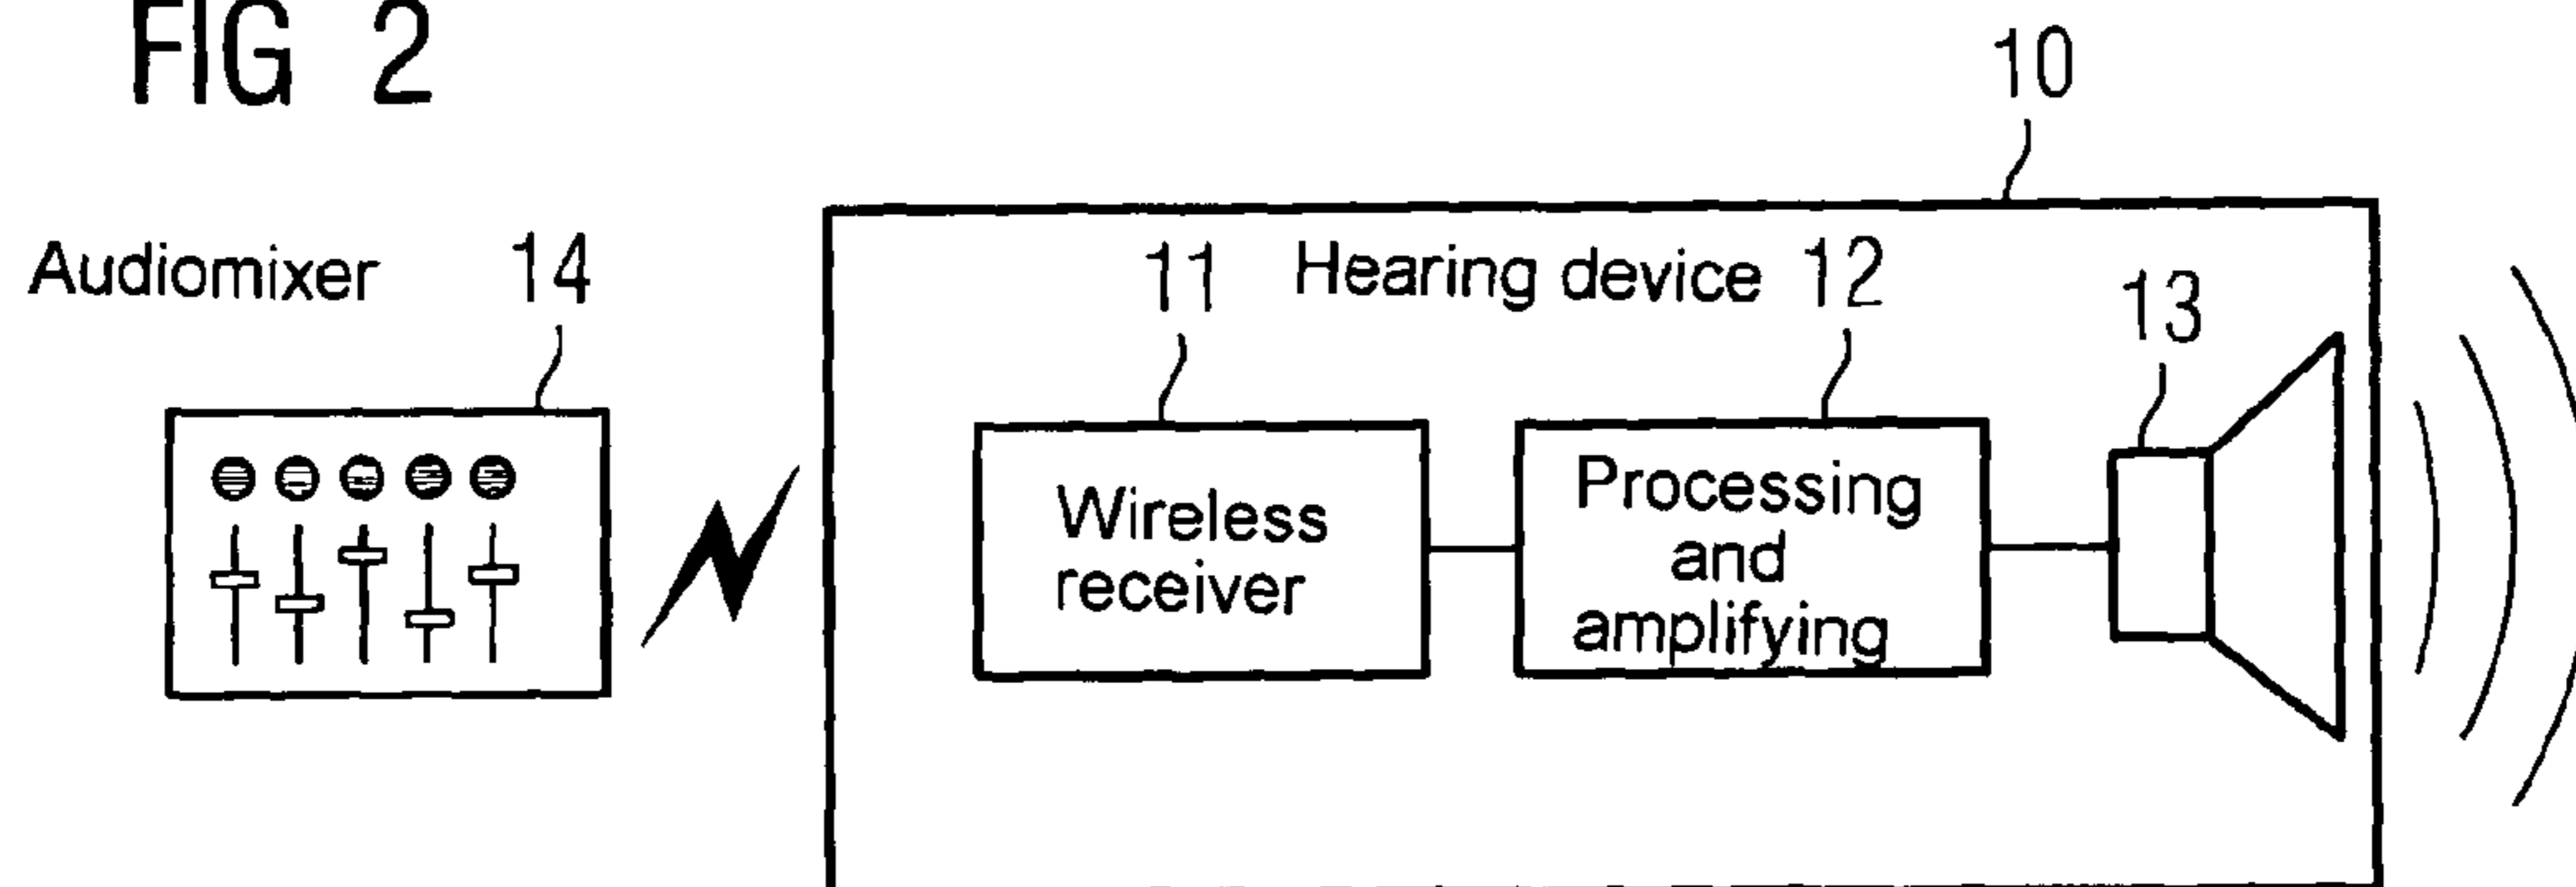 FIG 2
10
Audiomixer 14
11 Hearing device 12
13
Wireless
receiver
Processing
and
amplifying